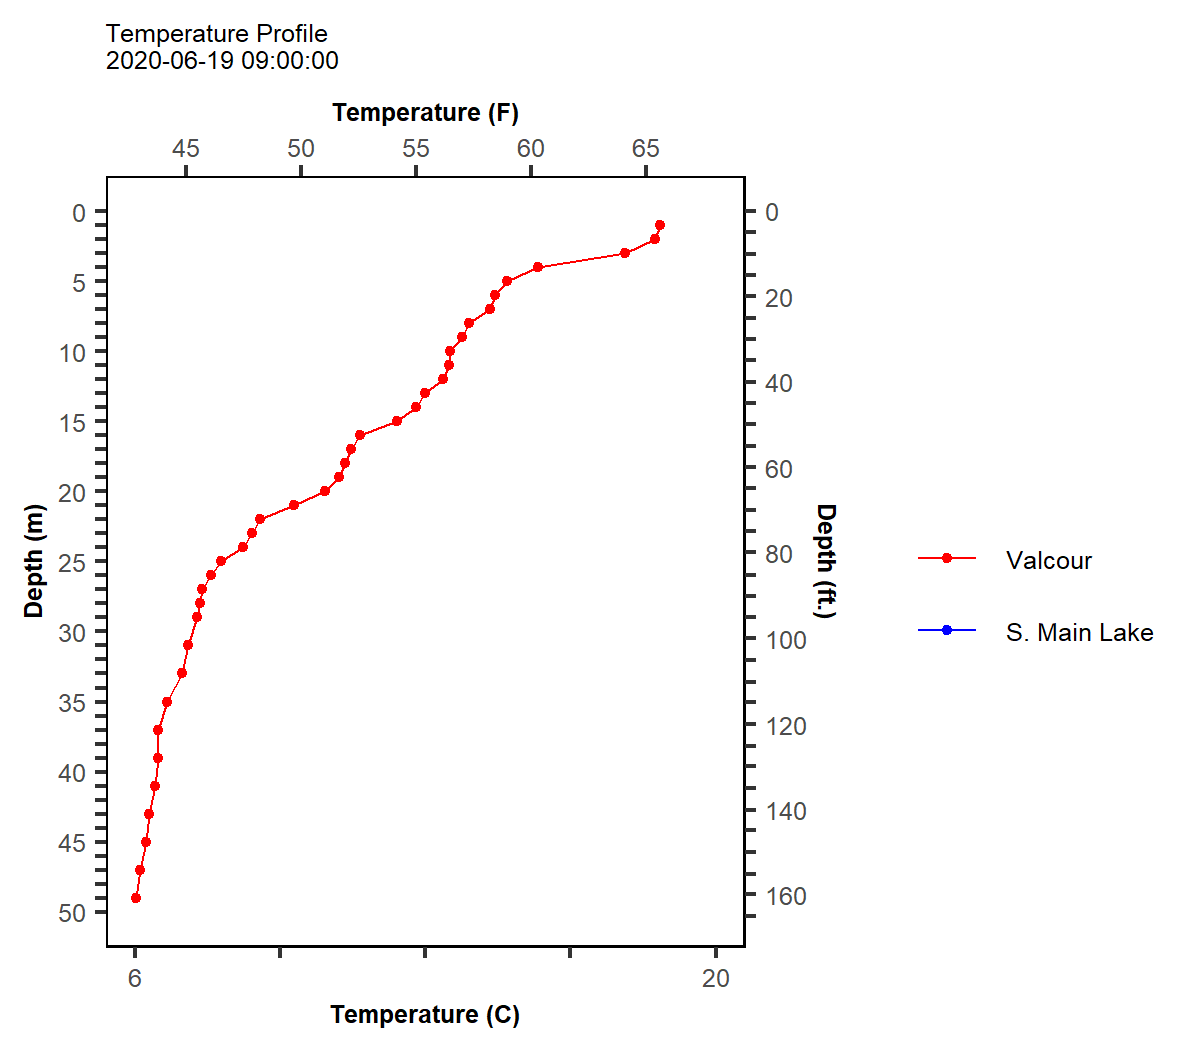 Temperature Profile
2020-06-19 09:00:00
Temperature (F)
45 50 55 60 65
0 0
5
20
10
40
15
60
20
Depth (m)
Depth (ft.)
25 80
Valcour
30 100
S. Main Lake
35
120
40
140
45
160
50
6 20
Temperature (C)